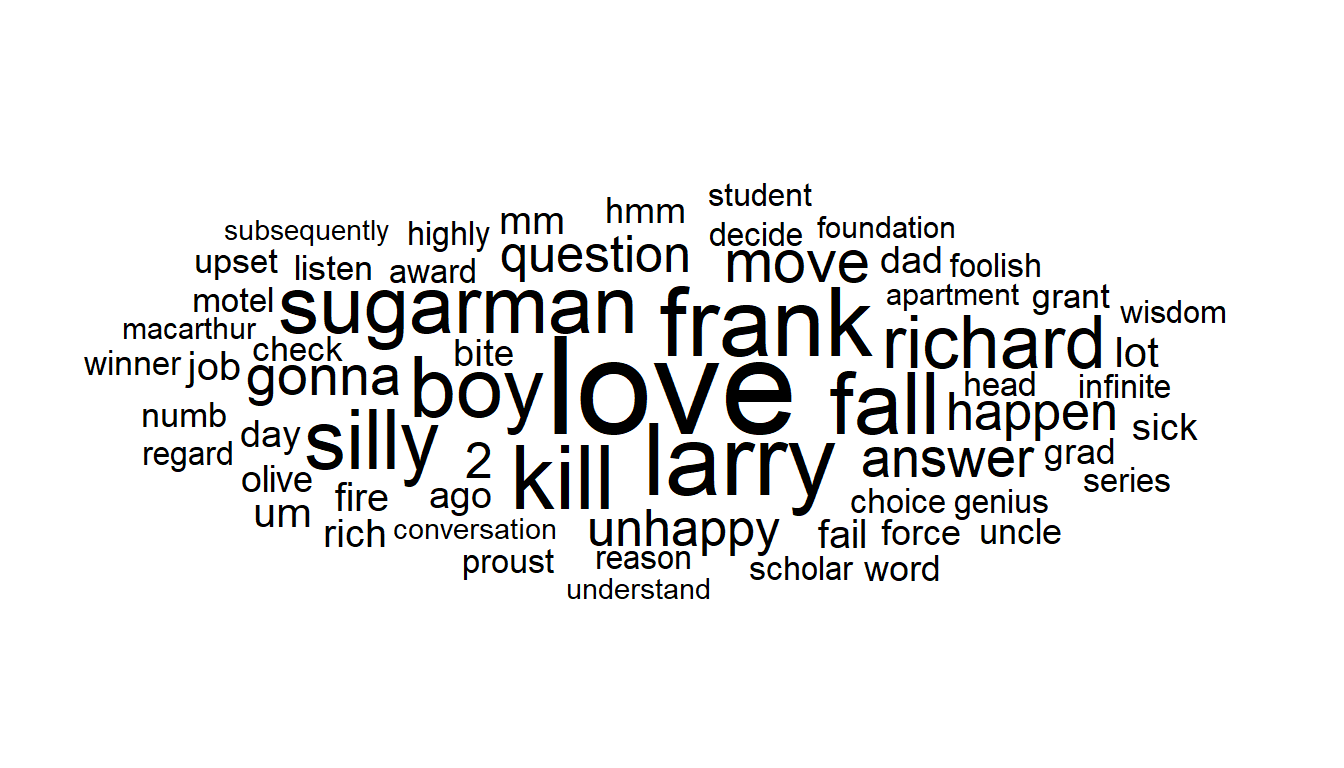 student
hmm
subsequently highly mm decide foundation
upset listen award question move dad foolish
motel sugarman frank apartment grant wisdom
macarthur check bite richard lot
winner job gonna boy love fall head infinite
numb day silly 2 kill larry answer happen sick
regard olive fire ago grad series
um choice genius
rich conversation unhappy fail force uncle
proust reason scholar word
understand